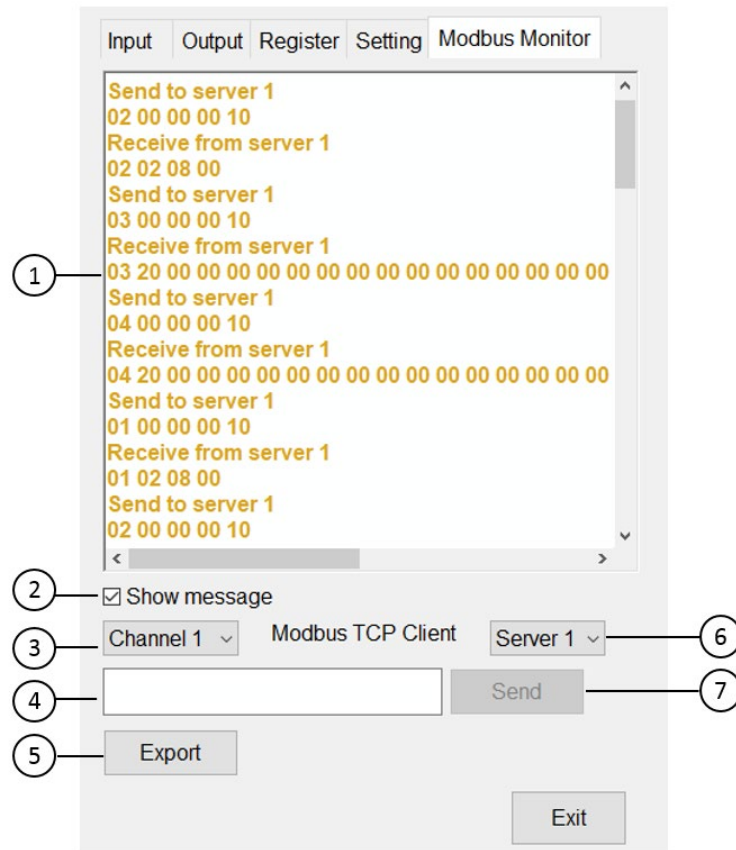 Input Output Register Setting Modbus Monitor
Send to server 1
02 00 00 00 10
Receive from server 1
02 02 08 00
Send to server 1
03 00 00 00 10
Receive from server 1
1
03 20 00 00 00 00 00 00 00 00 00 00 00 00 00 00 00
Send to server 1
04 00 00 00 10
Receive from server 1
04 20 00 00 00 00 00 00 00 00 00 00 00 00 00 00 00
Send to server 1
01 00 00 00 10
Receive from server 1
01 02 08 00
Send to server 1
02 00 00 00 10
2 Show message
3 Channel 1 Modbus TCP Client Server 1 6
4 Send 7
5 Export
Exit